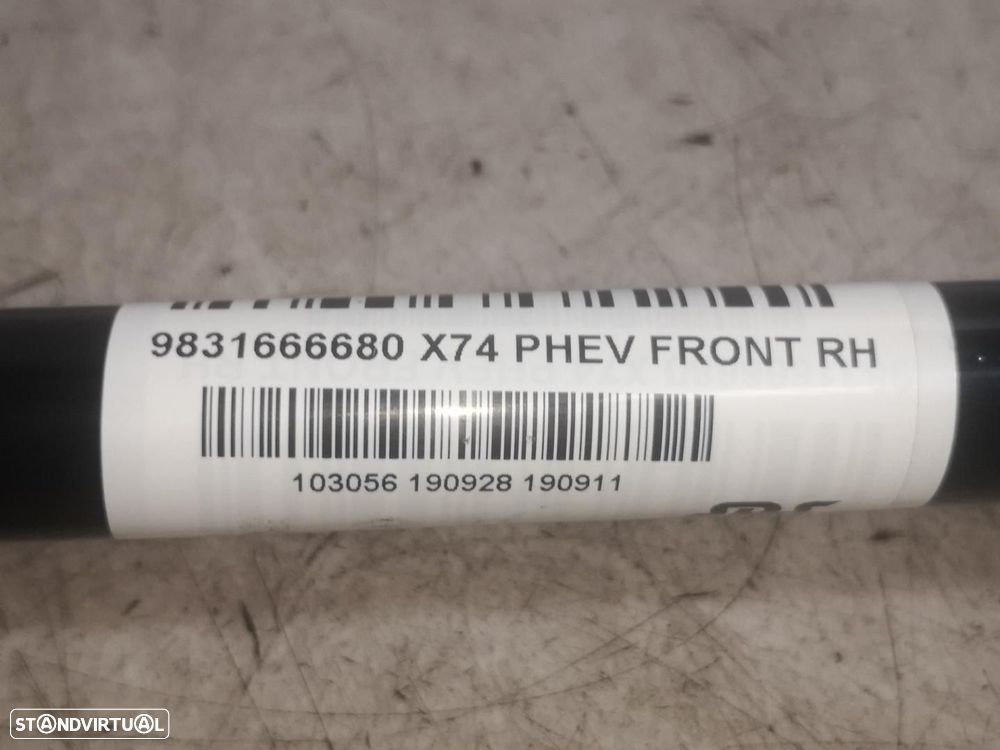 9831666680 X74 PHEV FRONT RH
103056 190928 190911
STANDVIRTUAL